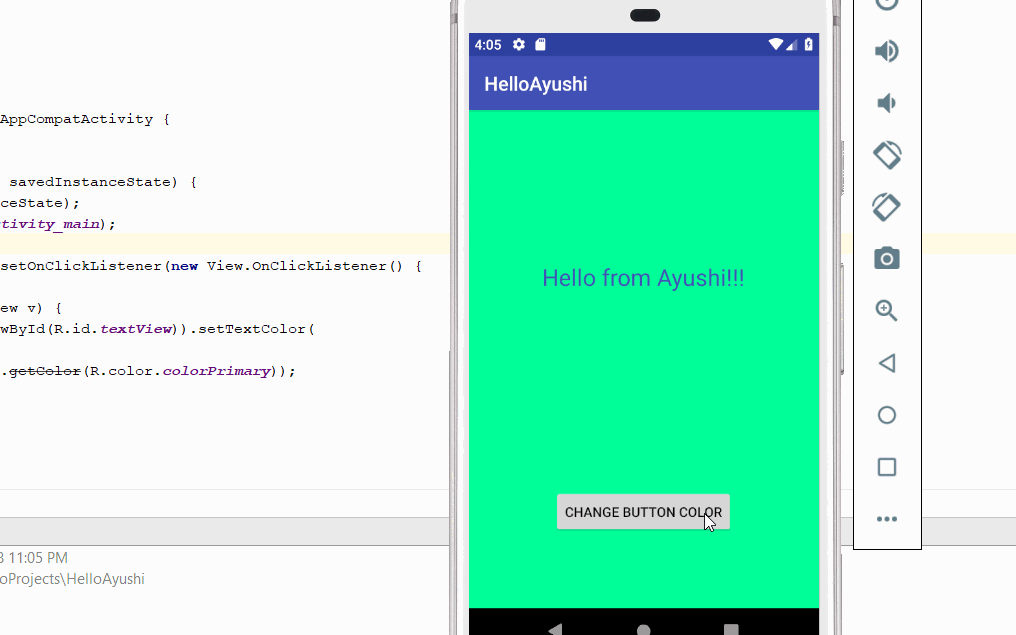 4:05
HelloAyushi
AppCompatActivity {
savedInstanceState) {
ceState);
tivity_main);
setOnClickListener(new View.OnClickListener() {
ew v) {
wById(R.id.textView)).setTextColor(
.getColor(R.color.colorPrimary));
Hello from Ayushi!!!
CHANGE BUTTON COLOR
8 11:05 PM
oProjects\HelloAyushi